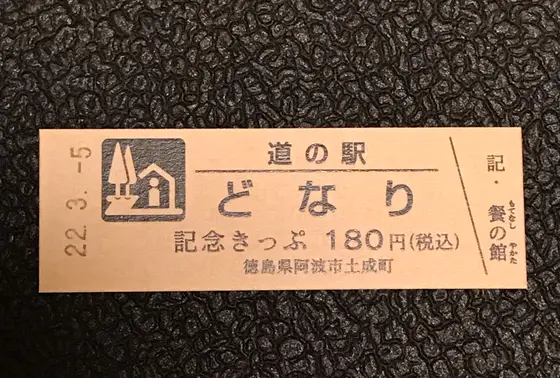 22.3.-5
道の駅
どなり
記念きっぷ 180円(税込)
徳島県阿波市土成町
記・餐の館
もてなし やかた